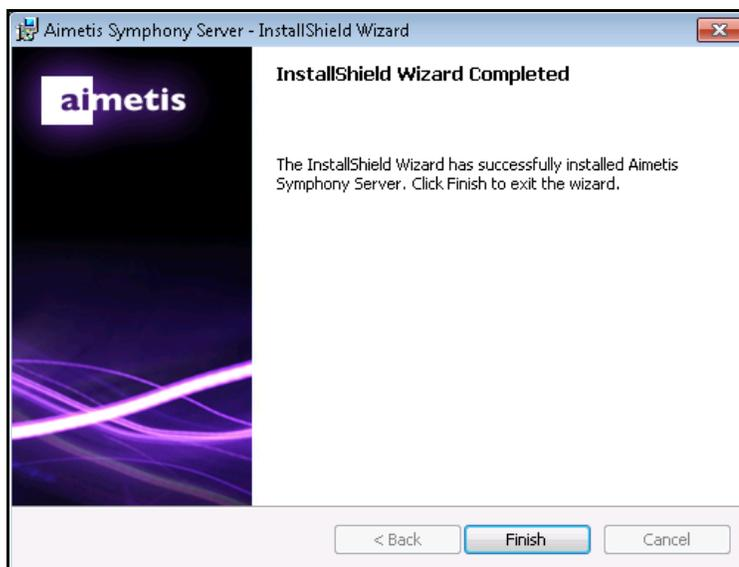 Aimetis Symphony Server - InstallShield Wizard
aimetis
InstallShield Wizard Completed
The InstallShield Wizard has successfully installed Aimetis
Symphony Server. Click Finish to exit the wizard.
< Back
Finish
Cancel